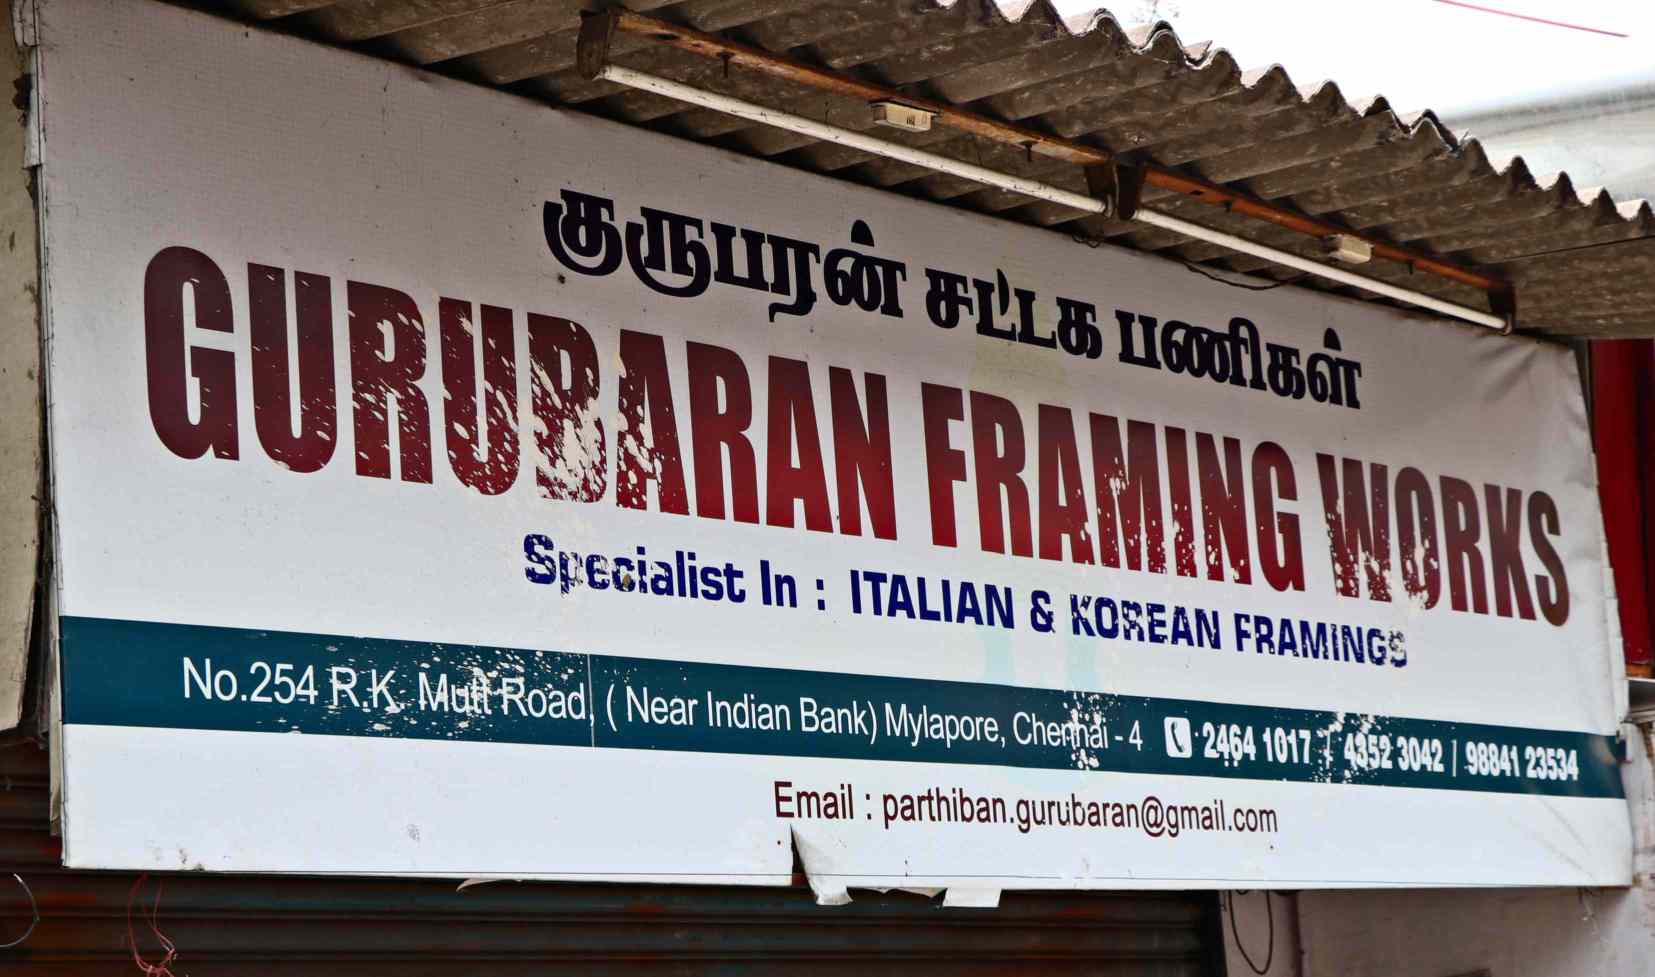 குருபரன் சட்டக பணிகள்
GURUBARAN FRAMING WORKS
Specialist In : ITALIAN & KOREAN FRAMINGS
No.254 R.K. Mutt Road, ( Near Indian Bank) Mylapore, Chennai - 4 2464 1017 / 4352 3042 / 98841 23534
Email : parthiban.gurubaran@gmail.com